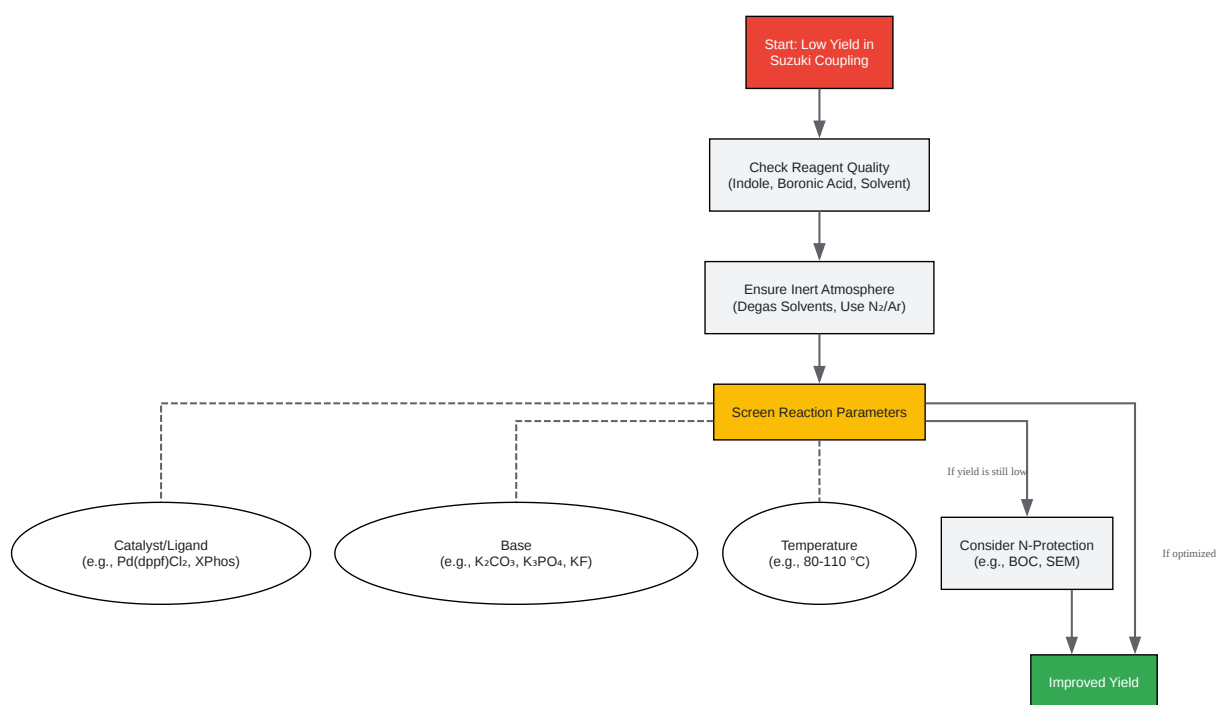 Start: Low Yield in
Suzuki Coupling
Check Reagent Quality
(Indole, Boronic Acid, Solvent)
Ensure Inert Atmosphere
(Degas Solvents, Use N₂/Ar)
Screen Reaction Parameters
If yield is still low
Catalyst/Ligand
(e.g., Pd(dppf)Cl₂, XPhos)
Base
(e.g., K₂CO₃, K₃PO₄, KF)
Temperature
(e.g., 80-110 °C)
Consider N-Protection
(e.g., BOC, SEM)
If optimized
Improved Yield